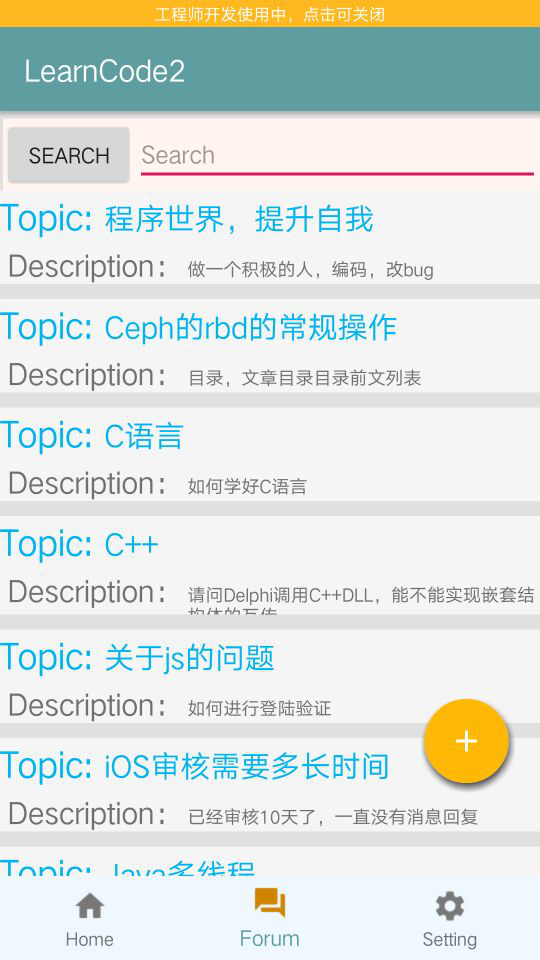 工程师开发使用中，点击可关闭
LearnCode2
SEARCH Search
Topic: 程序世界，提升自我
Description： 做一个积极的人，编码，改bug
Topic: Ceph的rbd的常规操作
Description： 目录，文章目录目录前文列表
Topic: C语言
Description： 如何学好C语言
Topic: C++
Description： 请问Delphi调用C++DLL，能不能实现嵌套结
构体的互传
Topic: 关于js的问题
Description： 如何进行登陆验证
Topic: iOS审核需要多长时间
Description： 已经审核10天了，一直没有消息回复
Topic: Java多线程
Home Forum Setting